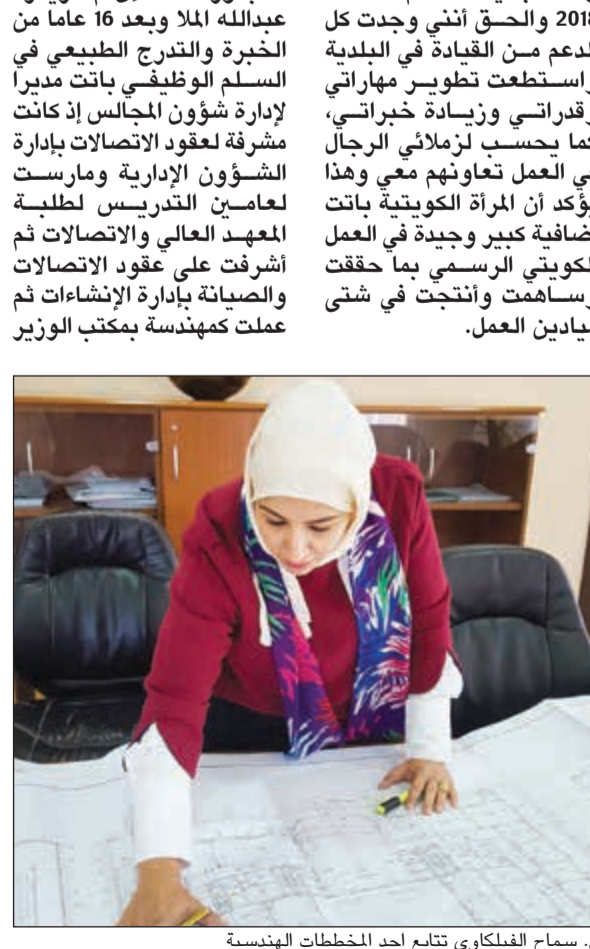 2018 والحق أنني وجدت كل
الدعم من القيادة في البلدية
واستطعت تطوير مهاراتي
وقدراتي وزيادة خبراتي،
كما يحسب لزملائي الرجال
في العمل تعاونهم معي وهذا
يؤكد أن المرأة الكويتية باتت
إضافية كبير وجيدة في العمل
الكويتي الرسمي بما حققت
وساهمت وأنتجت في شتى
ميادين العمل.
عبدالله الملا وبعد 16 عاما من
الخبرة والتدرج الطبيعي في
السلم الوظيفي باتت مديرا
لإدارة شؤون المجالس إذ كانت
مشرفة لعقود الاتصالات بإدارة
الشؤون الإدارية ومارست
لعامين التدريس لطلبة
المعهد العالي والاتصالات ثم
أشرفت على عقود الاتصالات
والصيانة بإدارة الإنشاءات ثم
عملت كمهندسة بمكتب الوزير
م. سماح الفيلكاوي تتابع احد المخططات الهندسية